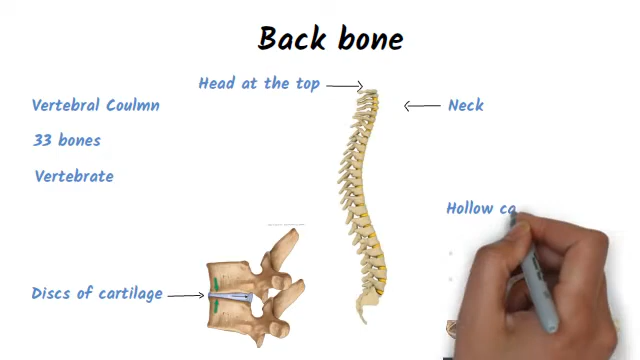 Back bone
Head at the top
Vertebral Coulmn
Neck
33 bones
Vertebrate
Hollow ca
Discs of cartilage